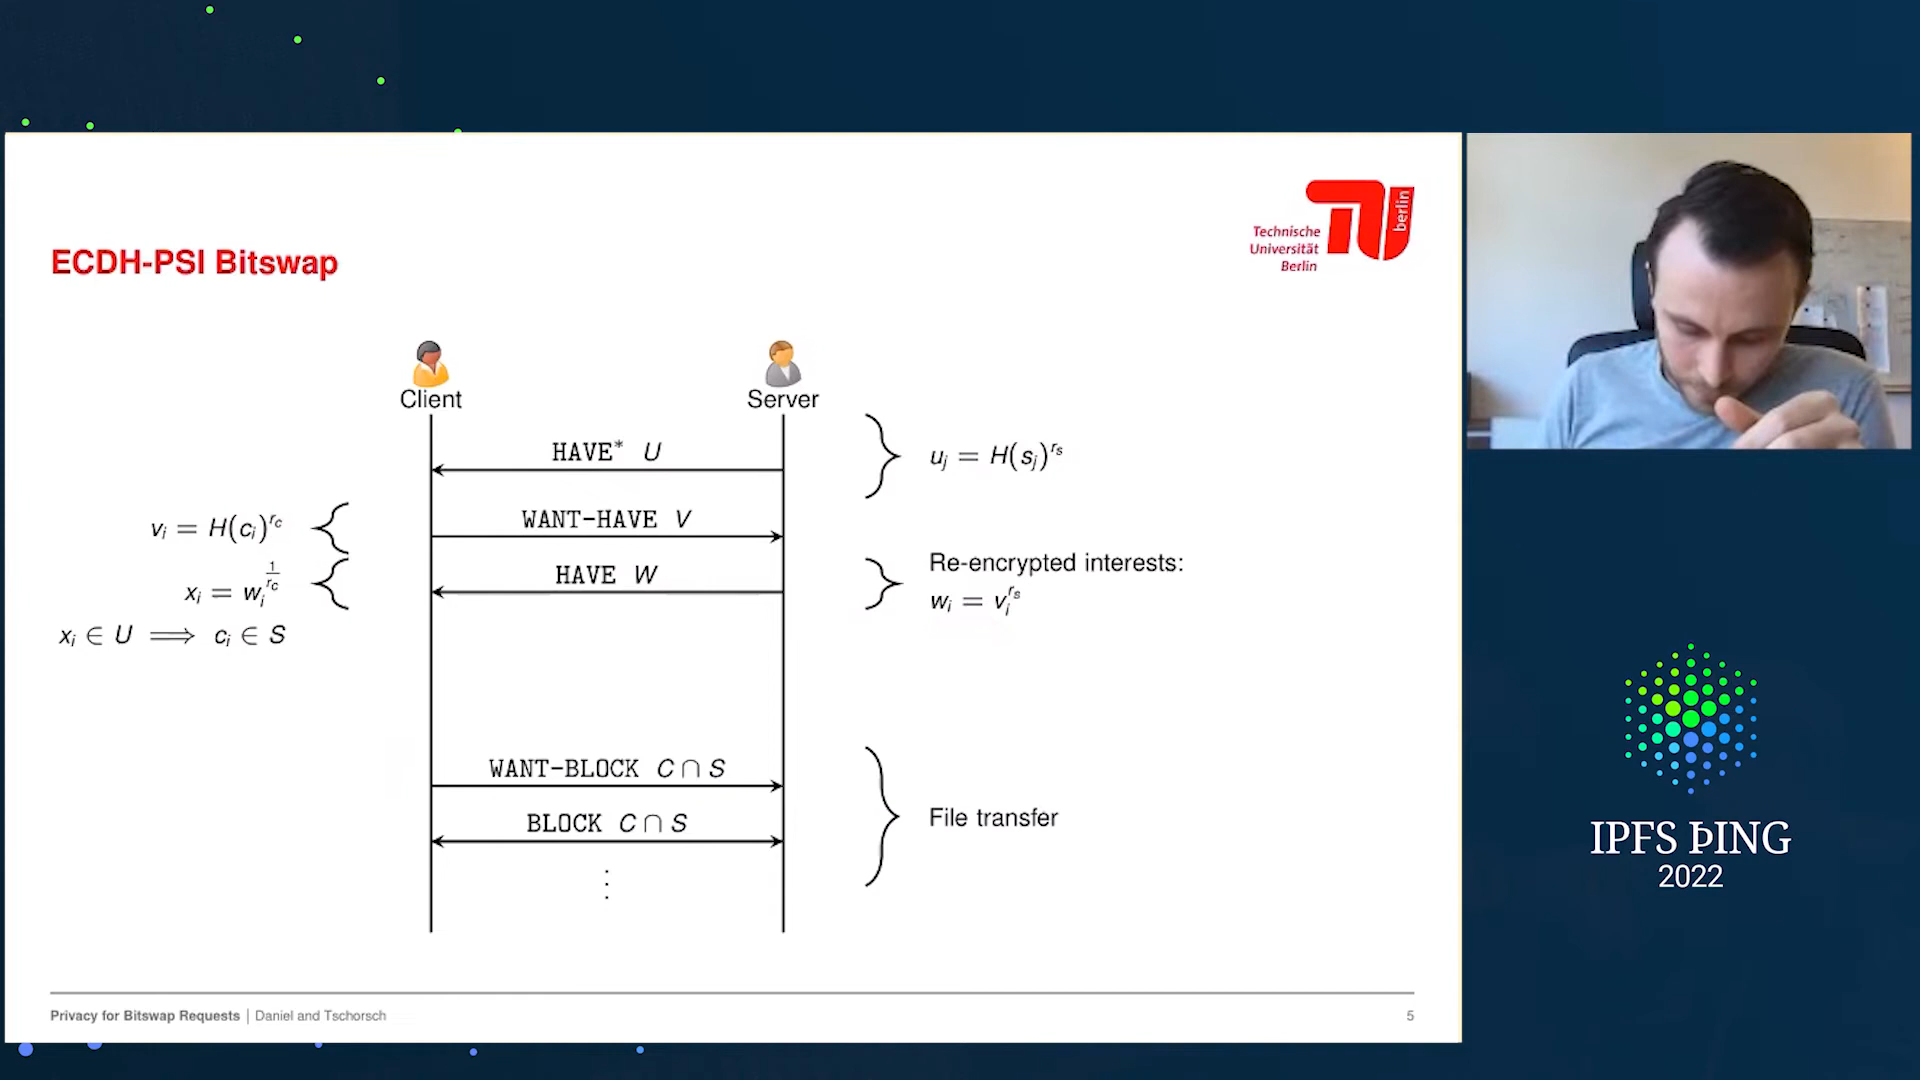 Technische
Universität
Berlin
berlin
ECDH-PSI Bitswap
Client
Server
HAVE* U
u_j = H(s_j)^{r_s}
WANT-HAVE V
v_i = H(c_i)^{r_c}
HAVE W
x_i = w_i^{1/r_c}
Re-encrypted interests:
w_i = v_i^{r_s}
x_i ∈ U ⟹ c_i ∈ S
WANT-BLOCK C ∩ S
BLOCK C ∩ S
⋮
File transfer
Privacy for Bitswap Requests | Daniel and Tschorsch
5
IPFS ÞING
2022